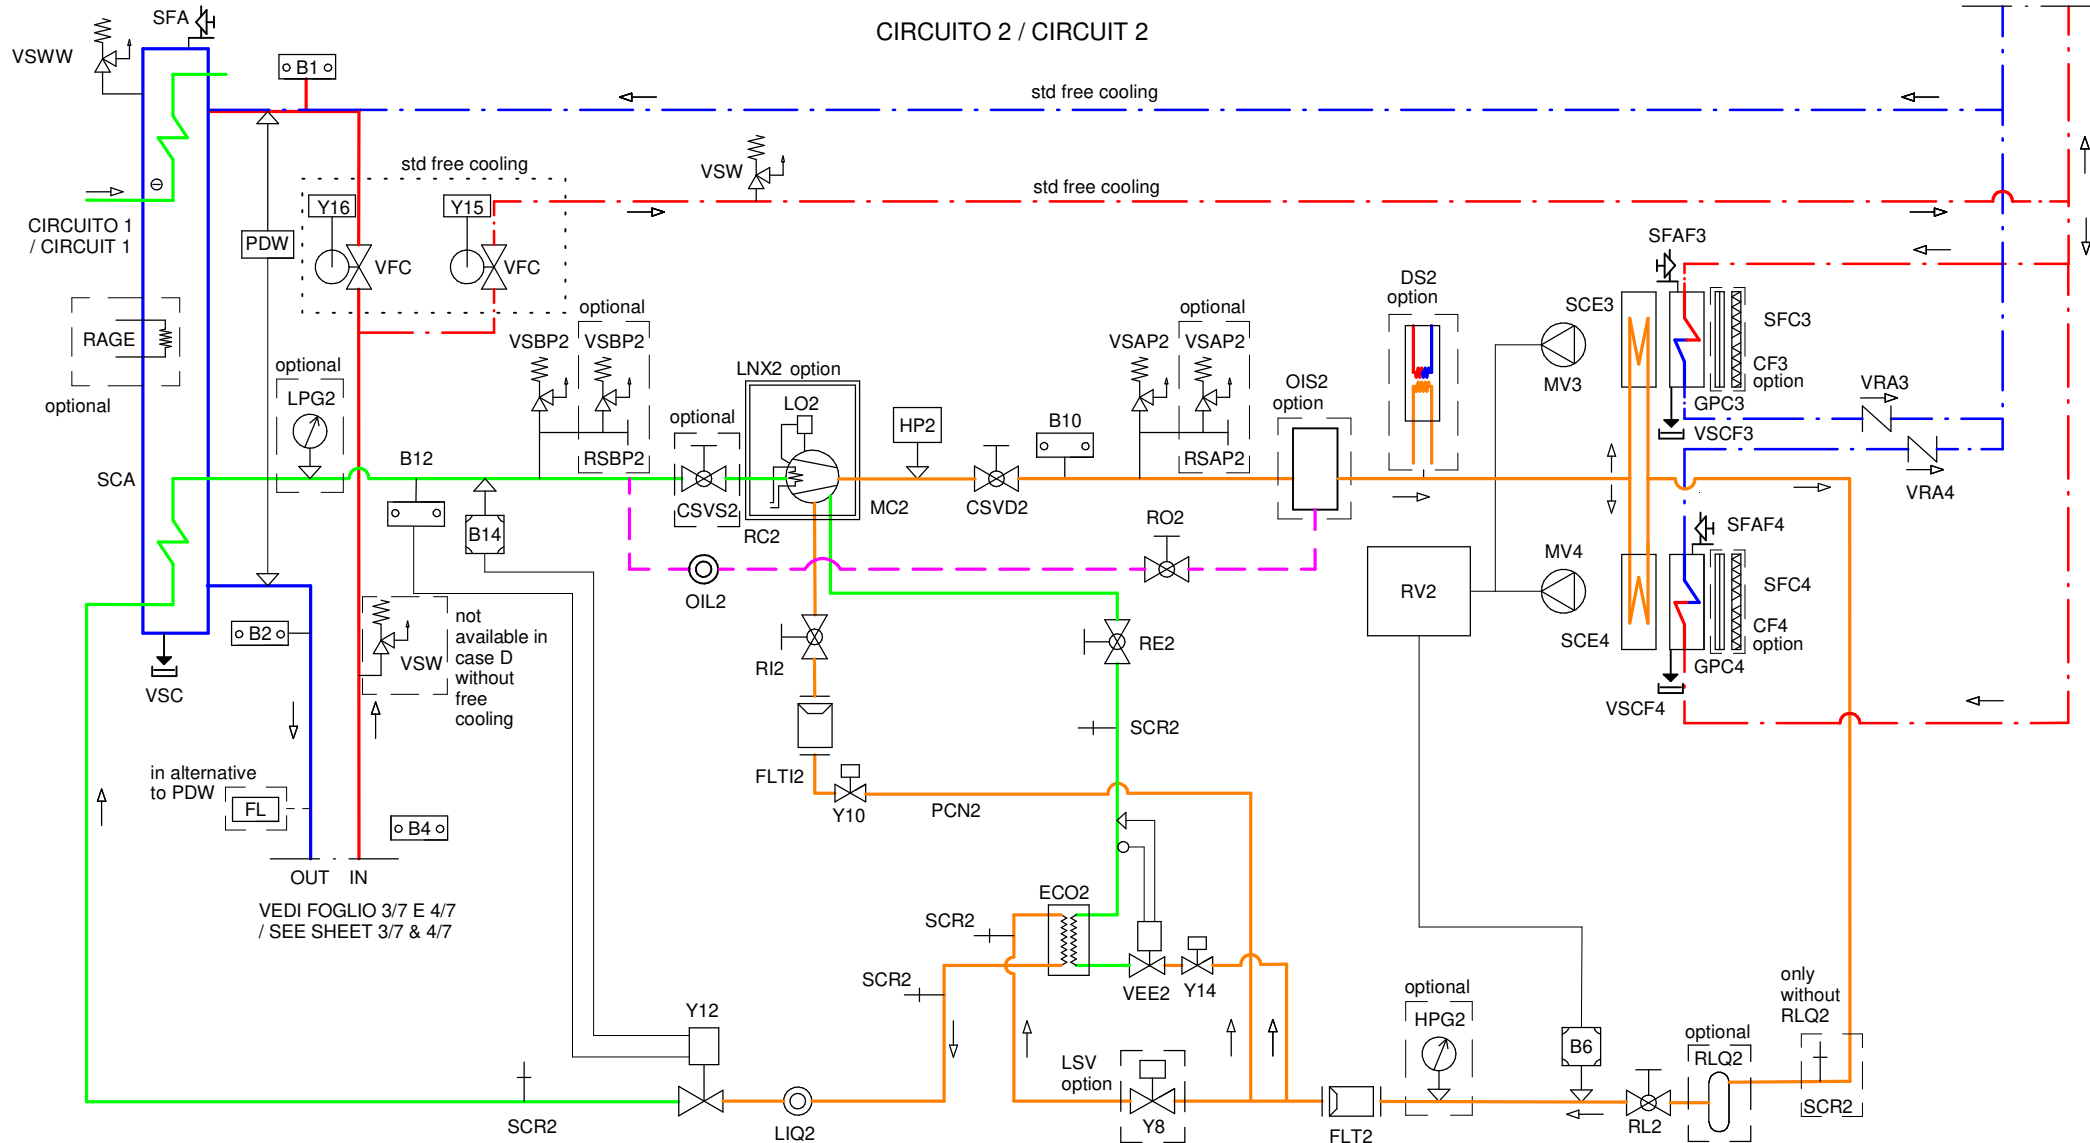 CIRCUITO 2 / CIRCUIT 2
SFA
VSWW
B1
std free cooling
std free cooling
VSW
std free cooling
Y16
Y15
CIRCUITO 1
/ CIRCUIT 1
PDW
VFC
VFC
SFAF3
DS2
option
SCE3
SFC3
optional
optional
RAGE
VSBP2
VSBP2
VSAP2
VSAP2
optional
LPG2
LNX2 option
OIS2
option
MV3
CF3
option
VRA3
optional
LO2
GPC3
optional
HP2
B10
VSCF3
B12
RSBP2
RSAP2
SCA
CSVS2
MC2
CSVD2
VRA4
B14
RC2
RO2
SFAF4
MV4
OIL2
RV2
SFC4
B2
not
available in
case D
without
free
cooling
VSW
RI2
RE2
SCE4
CF4
option
GPC4
VSC
VSCF4
SCR2
in alternative
to PDW
FLTI2
FL
Y10
PCN2
B4
OUT
IN
VEDI FOGLIO 3/7 E 4/7
/ SEE SHEET 3/7 & 4/7
ECO2
SCR2
SCR2
VEE2
Y14
only
without
RLQ2
optional
HPG2
Y12
LSV
option
B6
optional
RLQ2
SCR2
SCR2
LIQ2
Y8
FLT2
RL2